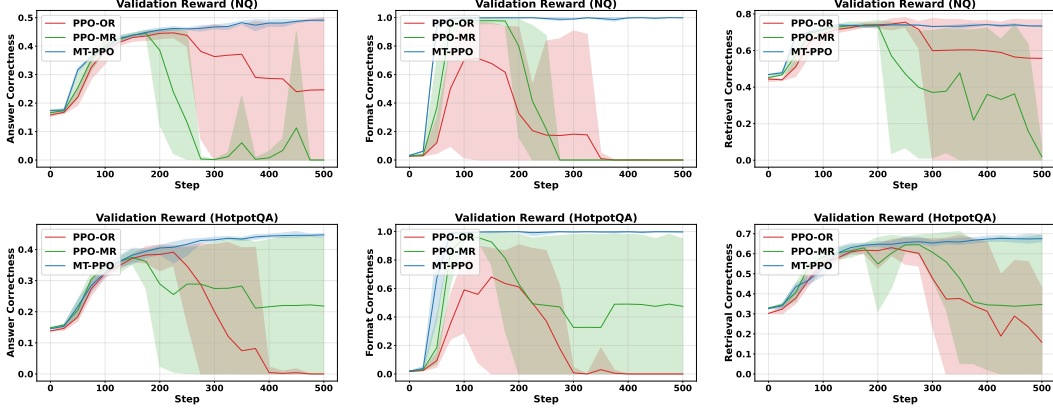 Validation Reward (NQ)
Answer Correctness
0.5
0.4
0.3
0.2
0.1
0.0
PPO-OR
PPO-MR
MT-PPO
0 100 200 300 400 500
Step
Validation Reward (NQ)
Format Correctness
1.0
0.8
0.6
0.4
0.2
0.0
PPO-OR
PPO-MR
MT-PPO
0 100 200 300 400 500
Step
Validation Reward (NQ)
Retrieval Correctness
0.8
0.6
0.4
0.2
0.0
PPO-OR
PPO-MR
MT-PPO
0 100 200 300 400 500
Step
Validation Reward (HotpotQA)
Answer Correctness
0.4
0.3
0.2
0.1
0.0
PPO-OR
PPO-MR
MT-PPO
0 100 200 300 400 500
Step
Validation Reward (HotpotQA)
Format Correctness
1.0
0.8
0.6
0.4
0.2
0.0
PPO-OR
PPO-MR
MT-PPO
0 100 200 300 400 500
Step
Validation Reward (HotpotQA)
Retrieval Correctness
0.7
0.6
0.5
0.4
0.3
0.2
0.1
0.0
PPO-OR
PPO-MR
MT-PPO
0 100 200 300 400 500
Step